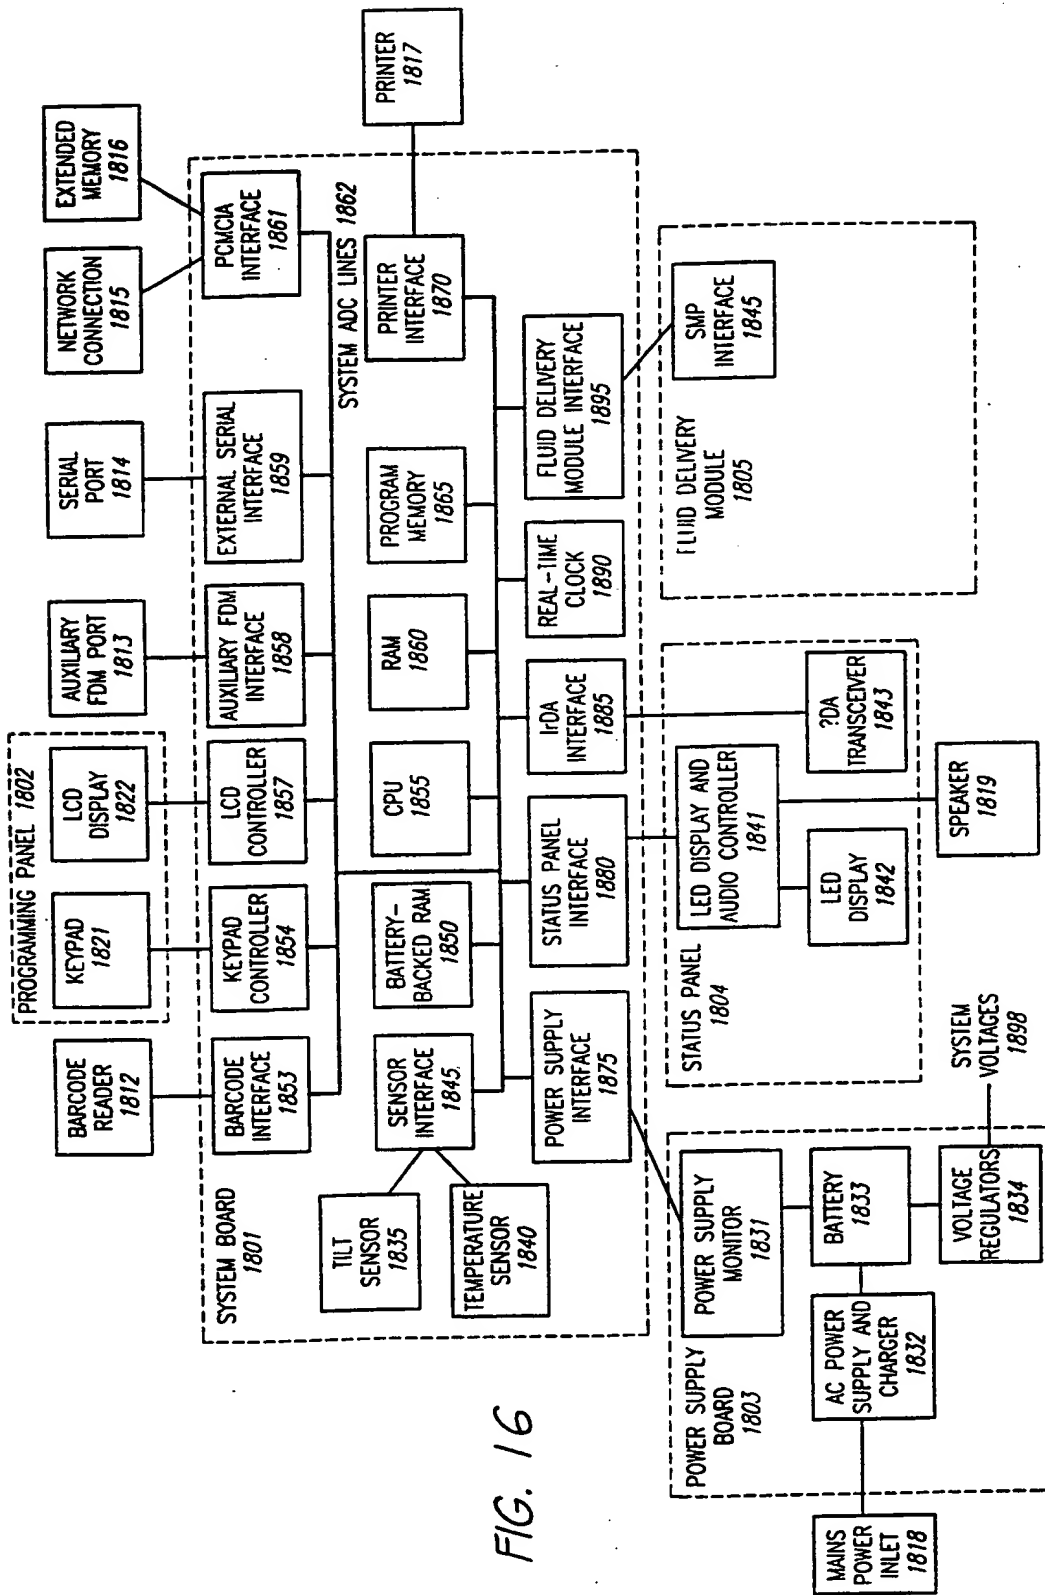 PROGRAMMING PANEL 1802
BARCODE
READER
1812
KEYPAD
1821
LCD
DISPLAY
1822
AUXILIARY
FDM PORT
1813
SERIAL
PORT
1814
NETWORK
CONNECTION
1815
EXTENDED
MEMORY
1816
SYSTEM BOARD
1801
BARCODE
INTERFACE
1853
KEYPAD
CONTROLLER
1854
LCD
CONTROLLER
1857
AUXILIARY FDM
INTERFACE
1858
EXTERNAL SERIAL
INTERFACE
1859
PCMCIA
INTERFACE
1861
SYSTEM ADC LINES 1862
TILT
SENSOR
1835
TEMPERATURE
SENSOR
1840
SENSOR
INTERFACE
1845
BATTERY-
BACKED RAM
1850
CPU
1855
RAM
1860
PROGRAM
MEMORY
1865
PRINTER
INTERFACE
1870
PRINTER
1817
POWER SUPPLY
INTERFACE
1875
STATUS PANEL
INTERFACE
1880
IrDA
INTERFACE
1885
REAL-TIME
CLOCK
1890
FLUID DELIVERY
MODULE INTERFACE
1895
POWER SUPPLY
BOARD
1803
POWER SUPPLY
MONITOR
1831
BATTERY
1833
AC POWER
SUPPLY AND
CHARGER
1832
VOLTAGE
REGULATORS
1834
MAINS
POWER
INLET
1818
SYSTEM
VOLTAGES
1898
STATUS PANEL
1804
LED DISPLAY AND
AUDIO CONTROLLER
1841
LED
DISPLAY
1842
?DA
TRANSCEIVER
1843
SPEAKER
1819
FLUID DELIVERY
MODULE
1805
SMP
INTERFACE
1845
FIG. 16